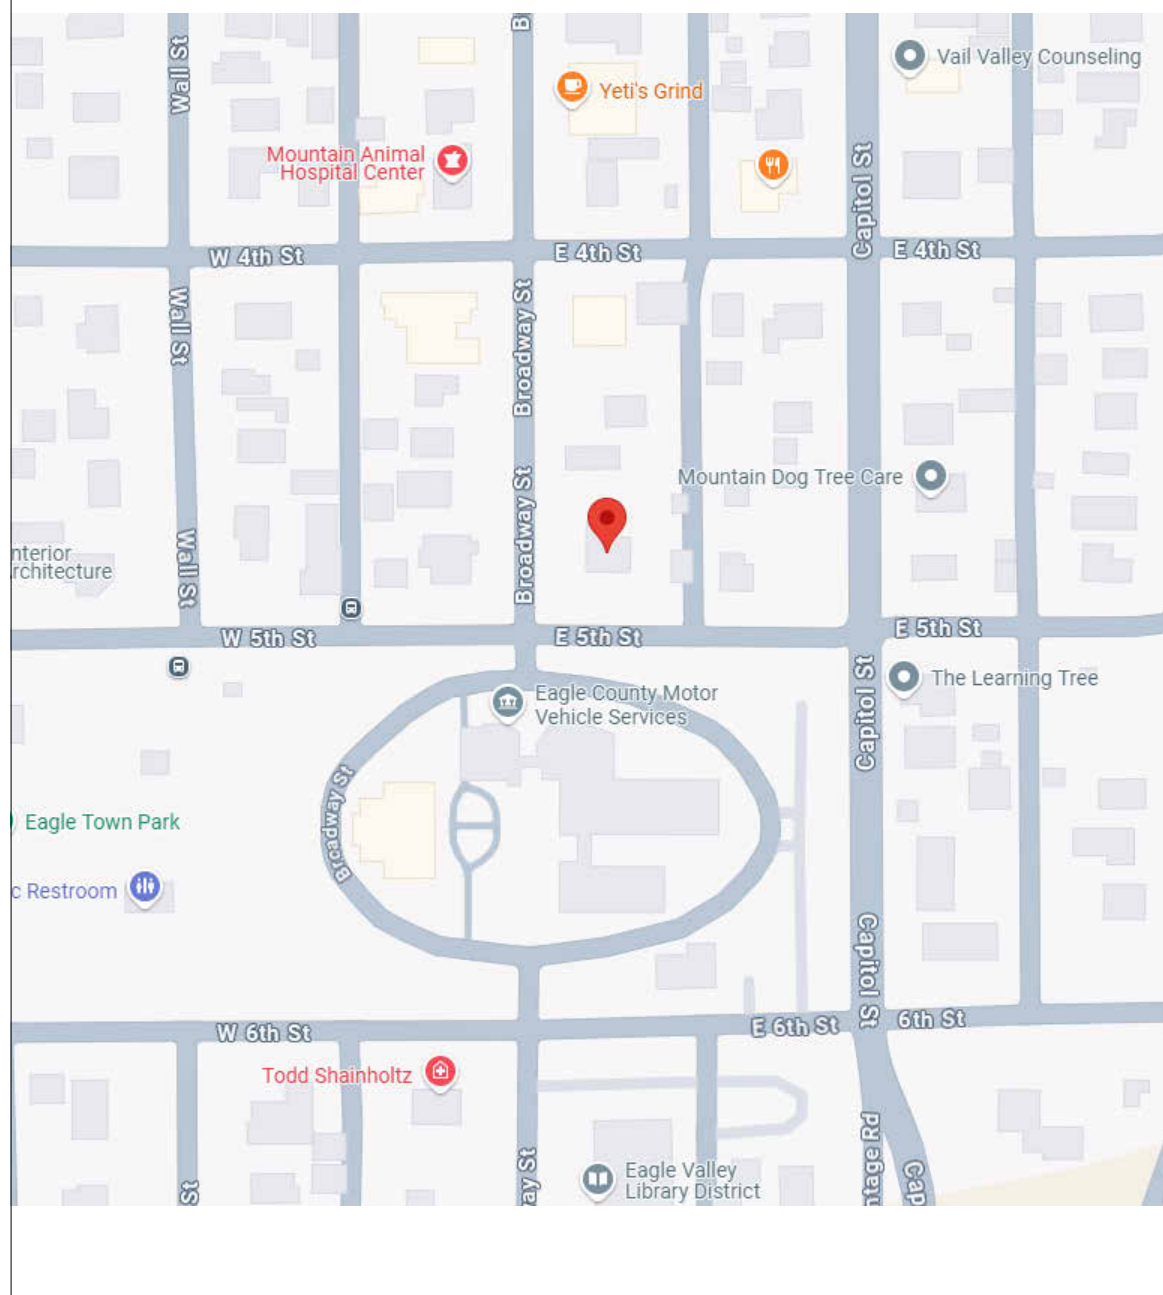 Wall St
B
Vail Valley Counseling
Yeti's Grind
Mountain Animal
Hospital Center
Capitol St
W 4th St
E 4th St
E 4th St
Wall St
Broadway St
Broadway St
Mountain Dog Tree Care
Wall St
nterior
rchitecture
W 5th St
E 5th St
E 5th St
Capitol St
The Learning Tree
Eagle County Motor
Vehicle Services
Broadway St
Eagle Town Park
c Restroom
Capitol St
W 6th St
E 6th St
6th St
Todd Shainholtz
ntage Rd
Cap
St
ay St
Eagle Valley
Library District